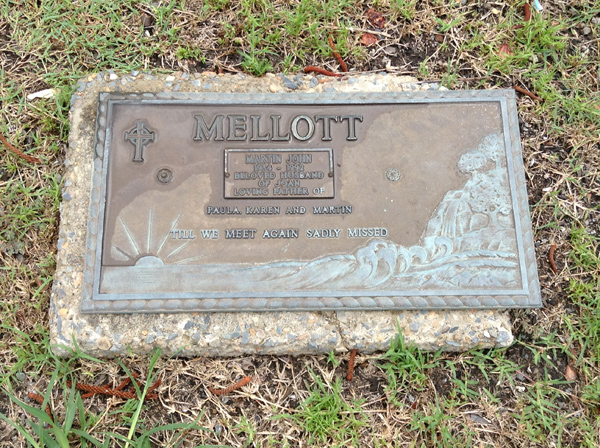 MELLOTT
MARTIN JOHN
BELOVED HUSBAND
OF JOAN
LOVING FATHER OF
PAULA, KAREN AND MARTIN
TILL WE MEET AGAIN SADLY MISSED